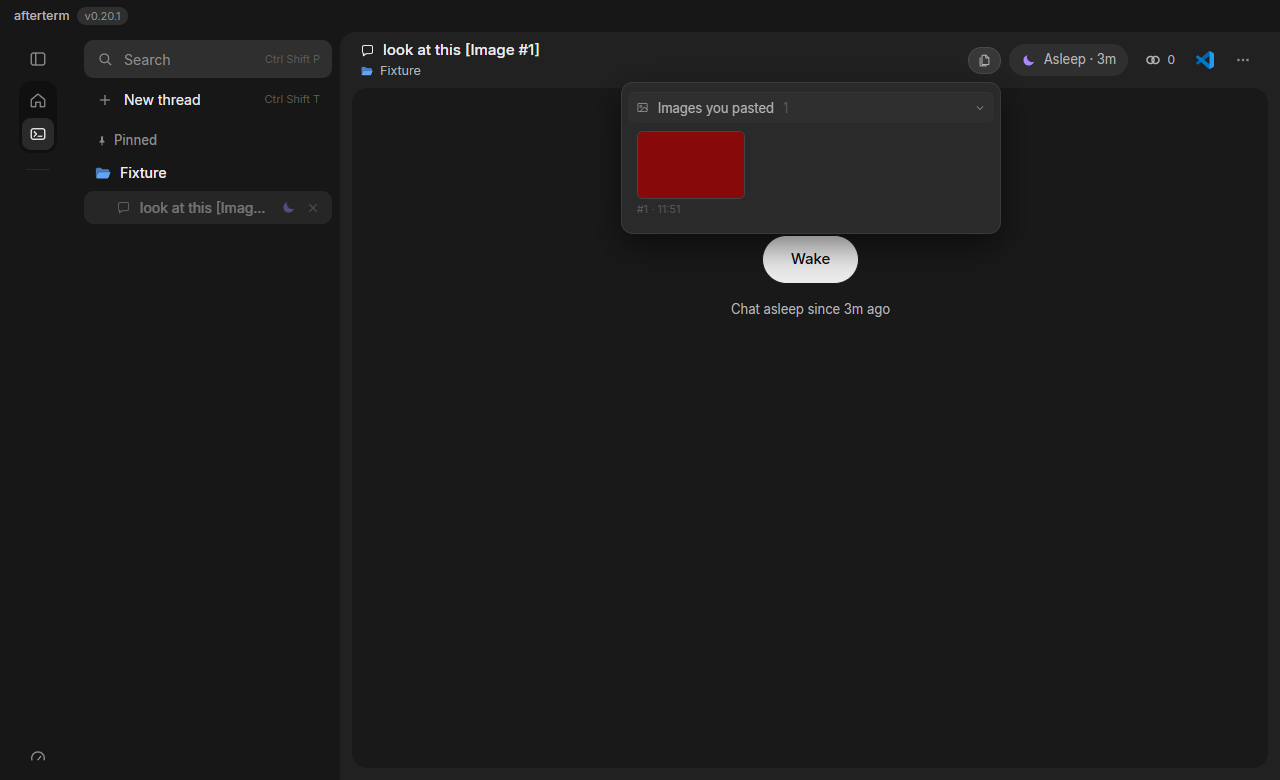 afterterm v0.20.1
Search Ctrl Shift P
New thread Ctrl Shift T
Pinned
Fixture
look at this [Imag...
look at this [Image #1]
Fixture
Asleep · 3m
0
Images you pasted 1
#1 · 11:51
Wake
Chat asleep since 3m ago